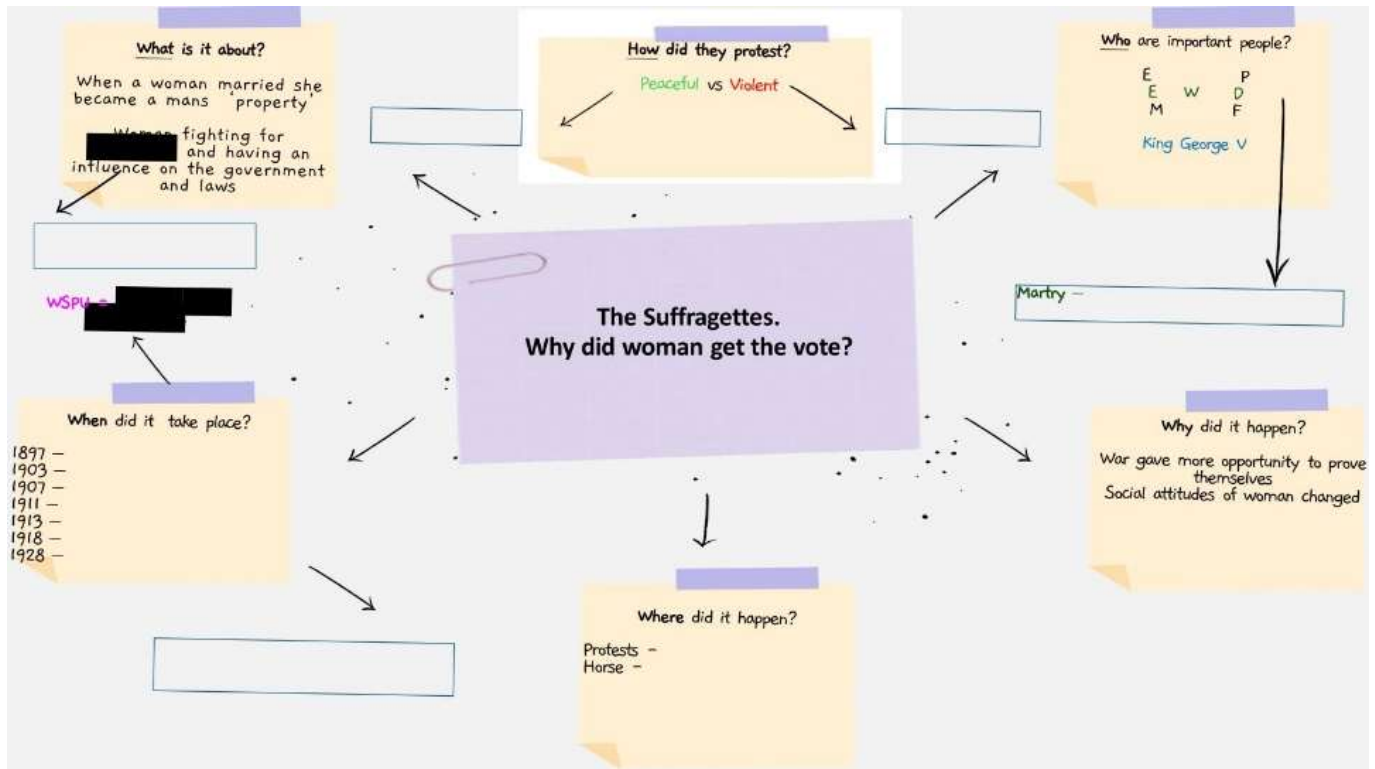 What is it about?
When a woman married she
became a mans 'property'
Woman fighting for
and having an
influence on the government
and laws
How did they protest?
Peaceful vs Violent
Who are important people?
E P
E W D
M F
King George V
WSPU =
The Suffragettes.
Why did woman get the vote?
Martry –
When did it take place?
1897 –
1903 –
1907 –
1911 –
1913 –
1918 –
1928 –
Why did it happen?
War gave more opportunity to prove
themselves
Social attitudes of woman changed
Where did it happen?
Protests –
Horse –